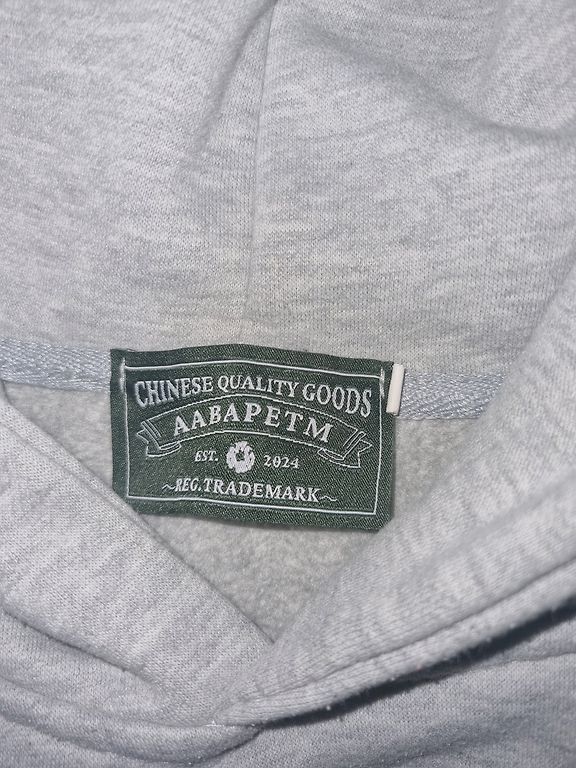 CHINESE QUALITY GOODS
AABAPETM
EST. 2024
~REG. TRADEMARK~